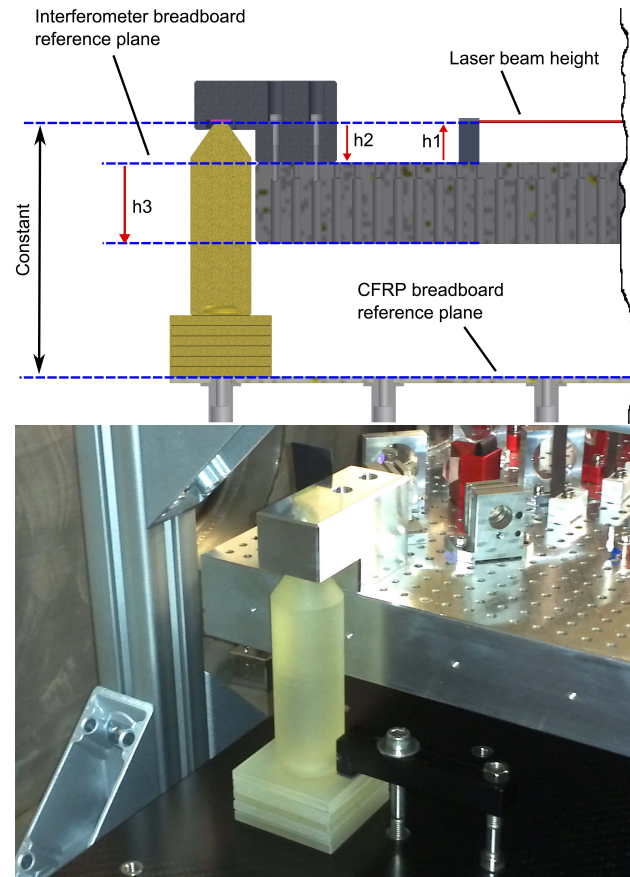 Interferometer breadboard
reference plane
Laser beam height
h2
h1
h3
Constant
CFRP breadboard
reference plane